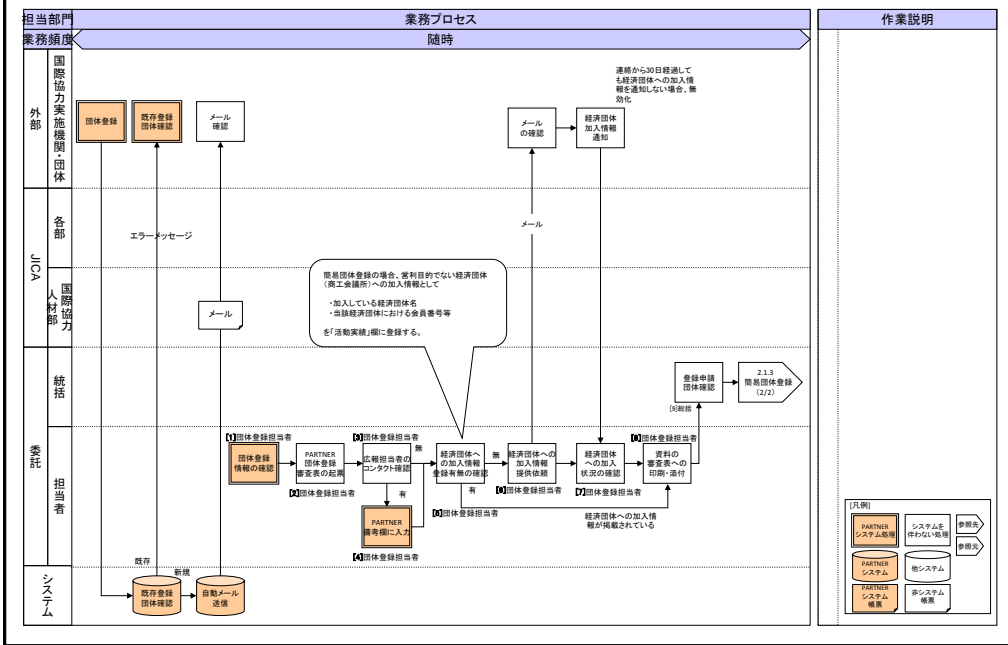 担当部門
業務プロセス
作業説明
業務頻度
随時
外部
国際協力実施機関・団体
団体登録
既存登録
団体確認
メール
確認
メール
の確認
経済団体
加入情報
通知
連絡から30日経過して
も経済団体への加入情
報を通知しない場合、無
効化
JICA
各部
エラーメッセージ
メール
国際協力
人材部
メール
簡易団体登録の場合、営利目的でない経済団体
(商工会議所)への加入情報として
・加入している経済団体名
・当該経済団体における会員番号等
を「活動実績」欄に登録する。
委託
統括
登録申請
団体確認
2.1.3
簡易団体登録
(2/2)
[9]総括
担当者
【1】団体登録担当者
団体登録
情報の確認
PARTNER
団体登録
審査表の起票
【2】団体登録担当者
【3】団体登録担当者
広報担当者の
コンタクト確認
無
有
PARTNER
備考欄に入力
【4】団体登録担当者
経済団体へ
の加入情報
登録有無の確認
無
有
【5】団体登録担当者
経済団体への
加入情報
提供依頼
【6】団体登録担当者
経済団体
への加入
状況の確認
【7】団体登録担当者
【8】団体登録担当者
資料の
審査表への
印刷・添付
経済団体への加入情
報が掲載されている
システム
既存
新規
既存登録
団体確認
自動メール
送信
[凡例]
PARTNER
システム処理
システムを
伴わない処理
参照先
参照元
PARTNER
システム
他システム
PARTNER
システム
帳票
非システム
帳票